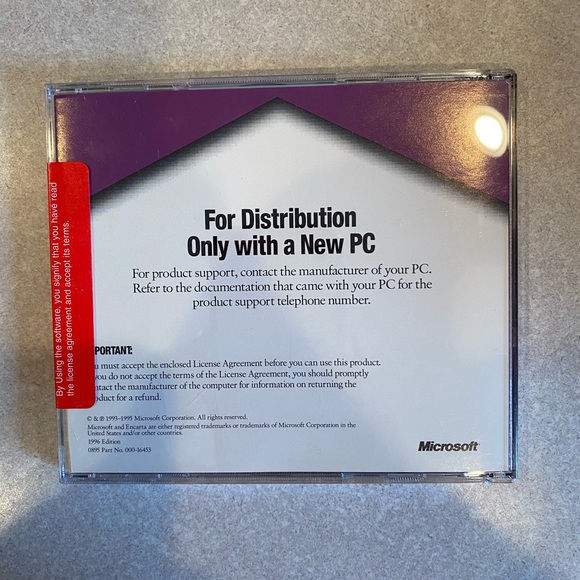 For Distribution
Only with a New PC
For product support, contact the manufacturer of your PC.
Refer to the documentation that came with your PC for the
product support telephone number.
By Using the software, you signify that you have read
the license agreement and accept its terms.
PORTANT:
u must accept the enclosed License Agreement before you can use this product.
you do not accept the terms of the License Agreement, you should promptly
ntact the manufacturer of the computer for information on returning the
oduct for a refund.
© & ℗ 1993-1995 Microsoft Corporation. All rights reserved.
Microsoft and Encarta are either registered trademarks or trademarks of Microsoft Corporation in the
United States and/or other countries.
1996 Edition
0895 Part No. 000-16453
Microsoft